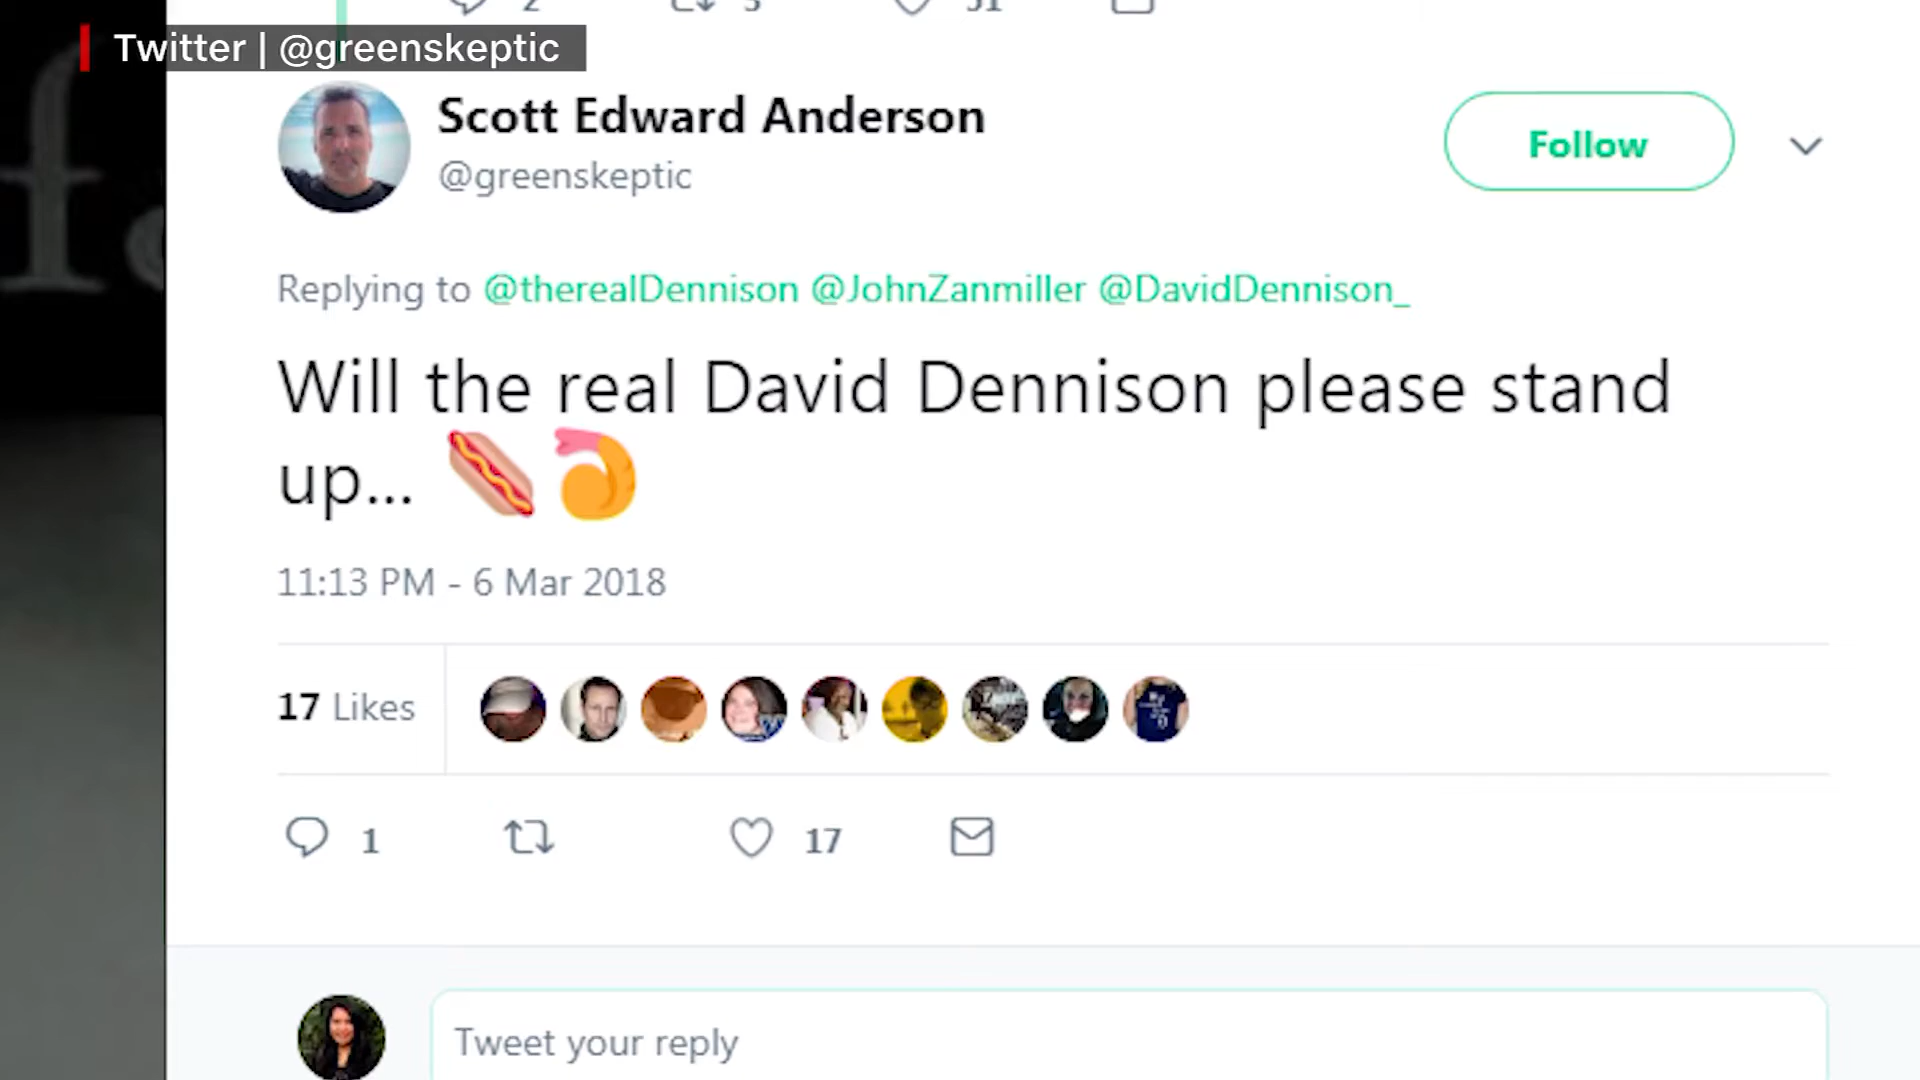 Twitter | @greenskeptic
Scott Edward Anderson
@greenskeptic
Follow
Replying to @therealDennison @JohnZanmiller @DavidDennison_
Will the real David Dennison please stand
up...
11:13 PM - 6 Mar 2018
17 Likes
1 17
Tweet your reply